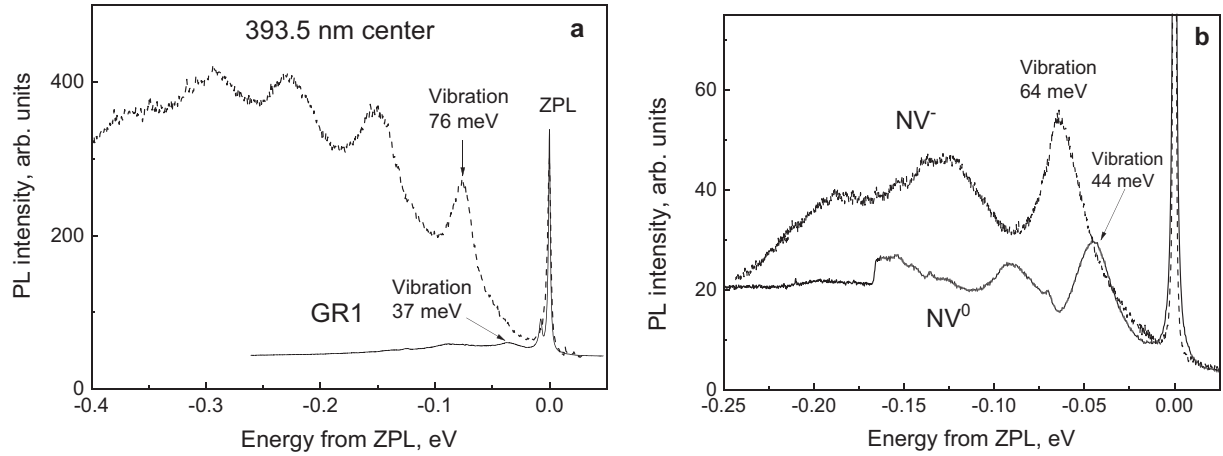 393.5 nm center
a
400
Vibration
76 meV
ZPL
PL intensity, arb. units
200
Vibration
37 meV
GR1
0
-0.4
-0.3
-0.2
-0.1
0.0
Energy from ZPL, eV
b
60
Vibration
64 meV
NV⁻
Vibration
44 meV
PL intensity, arb. units
40
20
NV⁰
0
-0.25
-0.20
-0.15
-0.10
-0.05
0.00
Energy from ZPL, eV